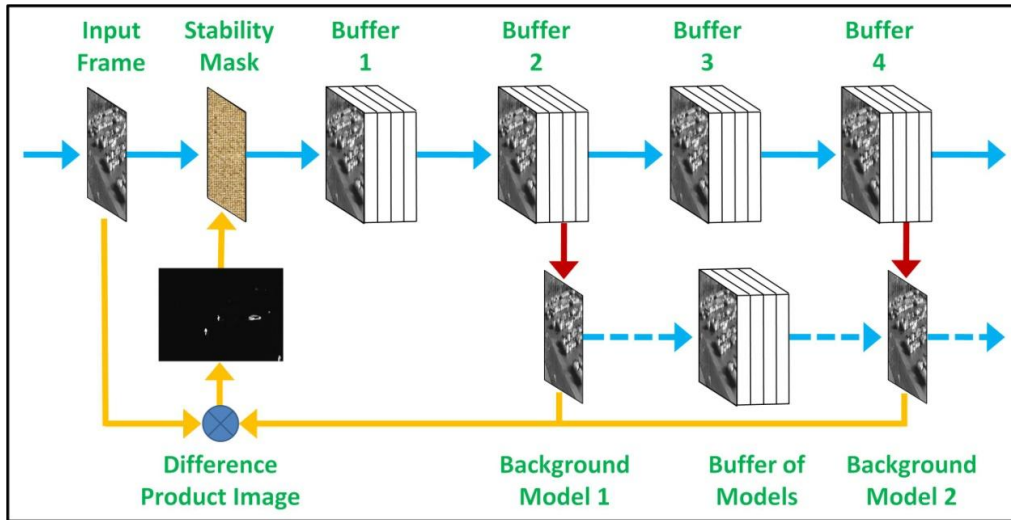 Input
Frame
Stability
Mask
Buffer
1
Buffer
2
Buffer
3
Buffer
4
Difference
Product Image
Background
Model 1
Buffer of
Models
Background
Model 2